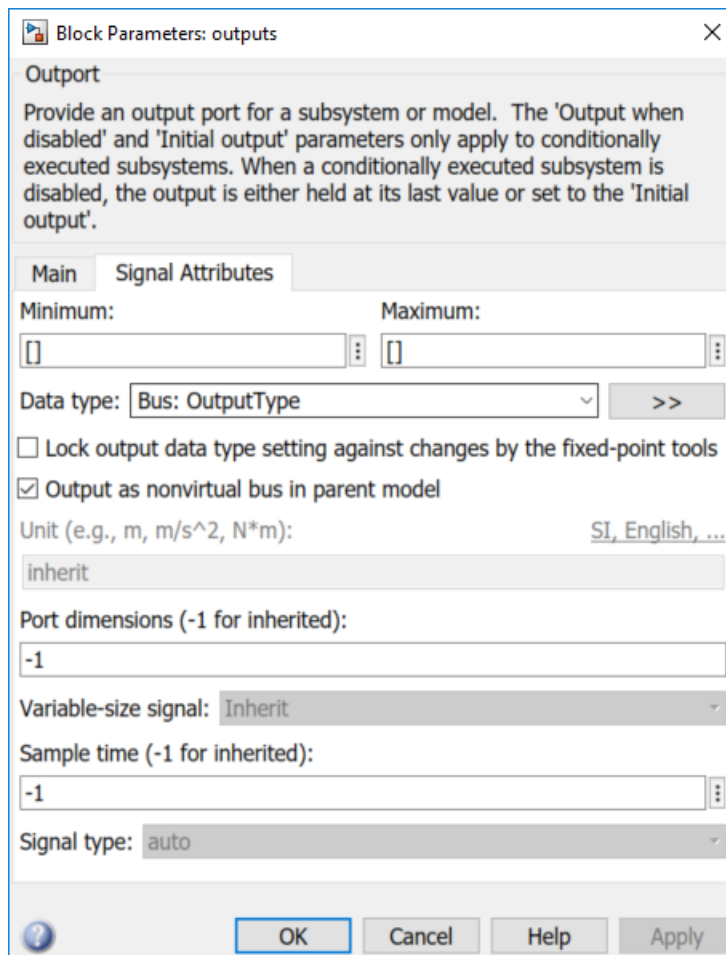 Block Parameters: outputs
Outport
Provide an output port for a subsystem or model.  The 'Output when
disabled' and 'Initial output' parameters only apply to conditionally
executed subsystems. When a conditionally executed subsystem is
disabled, the output is either held at its last value or set to the 'Initial
output'.
Main Signal Attributes
Minimum: Maximum:
[] []
Data type: Bus: OutputType >>
Lock output data type setting against changes by the fixed-point tools
Output as nonvirtual bus in parent model
Unit (e.g., m, m/s^2, N*m): SI, English, ...
inherit
Port dimensions (-1 for inherited):
-1
Variable-size signal: Inherit
Sample time (-1 for inherited):
-1
Signal type: auto
? OK Cancel Help Apply